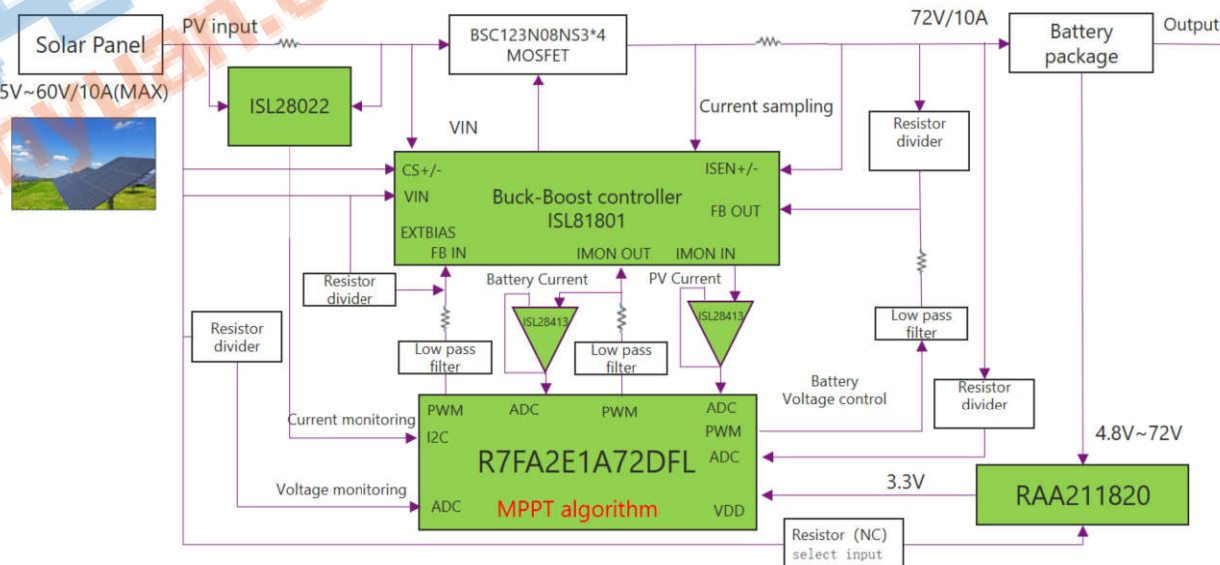 Solar Panel
PV input
5V~60V/10A(MAX)
ISL28022
BSC123N08NS3*4
MOSFET
72V/10A
Battery
package
Output
VIN
Current sampling
Resistor
divider
CS+/-
VIN
EXTBIAS
FB IN
Buck-Boost controller
ISL81801
ISEN+/-
FB OUT
IMON OUT
IMON IN
Resistor
divider
Battery Current
PV Current
ISL28413
ISL28413
Resistor
divider
Low pass
filter
Low pass
filter
Low pass
filter
Battery
Voltage control
Resistor
divider
Current monitoring
Voltage monitoring
PWM
ADC
PWM
ADC
I2C
PWM
ADC
R7FA2E1A72DFL
ADC
MPPT algorithm
VDD
3.3V
4.8V~72V
RAA211820
Resistor (NC)
select input